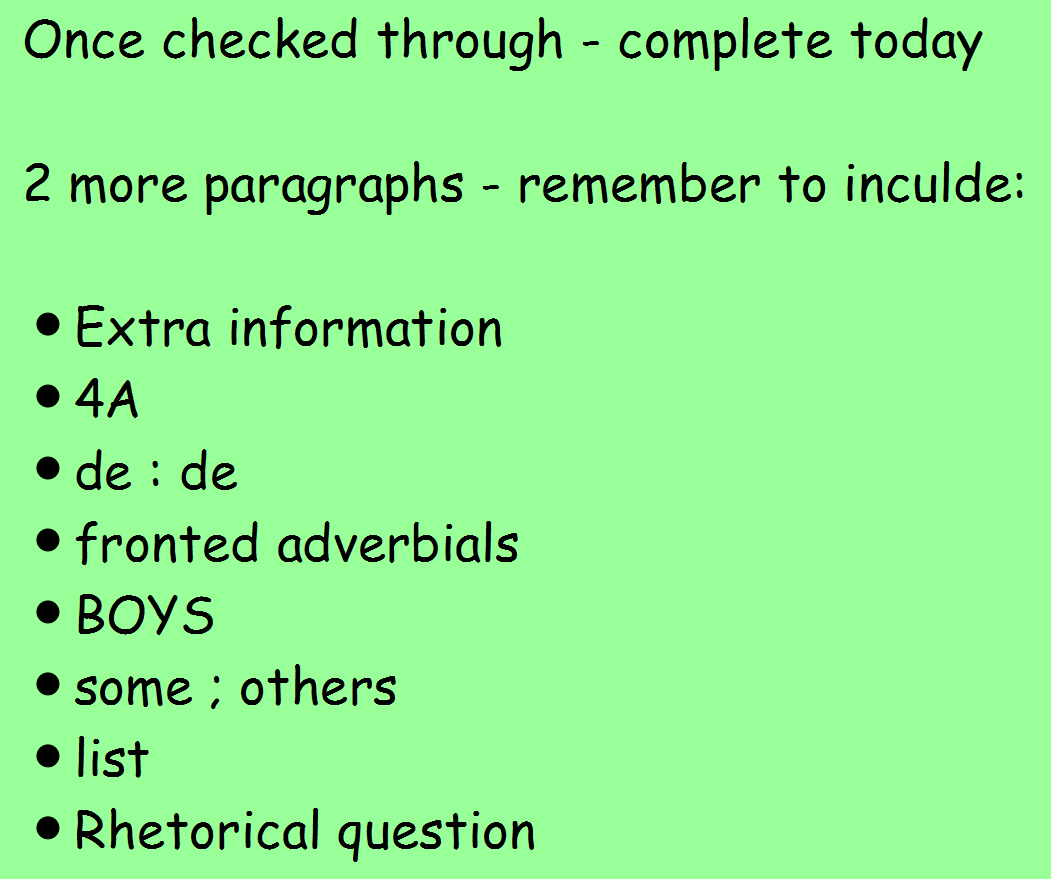 Once checked through - complete today
2 more paragraphs - remember to inculde:
• Extra information
• 4A
• de : de
• fronted adverbials
• BOYS
• some ; others
• list
• Rhetorical question